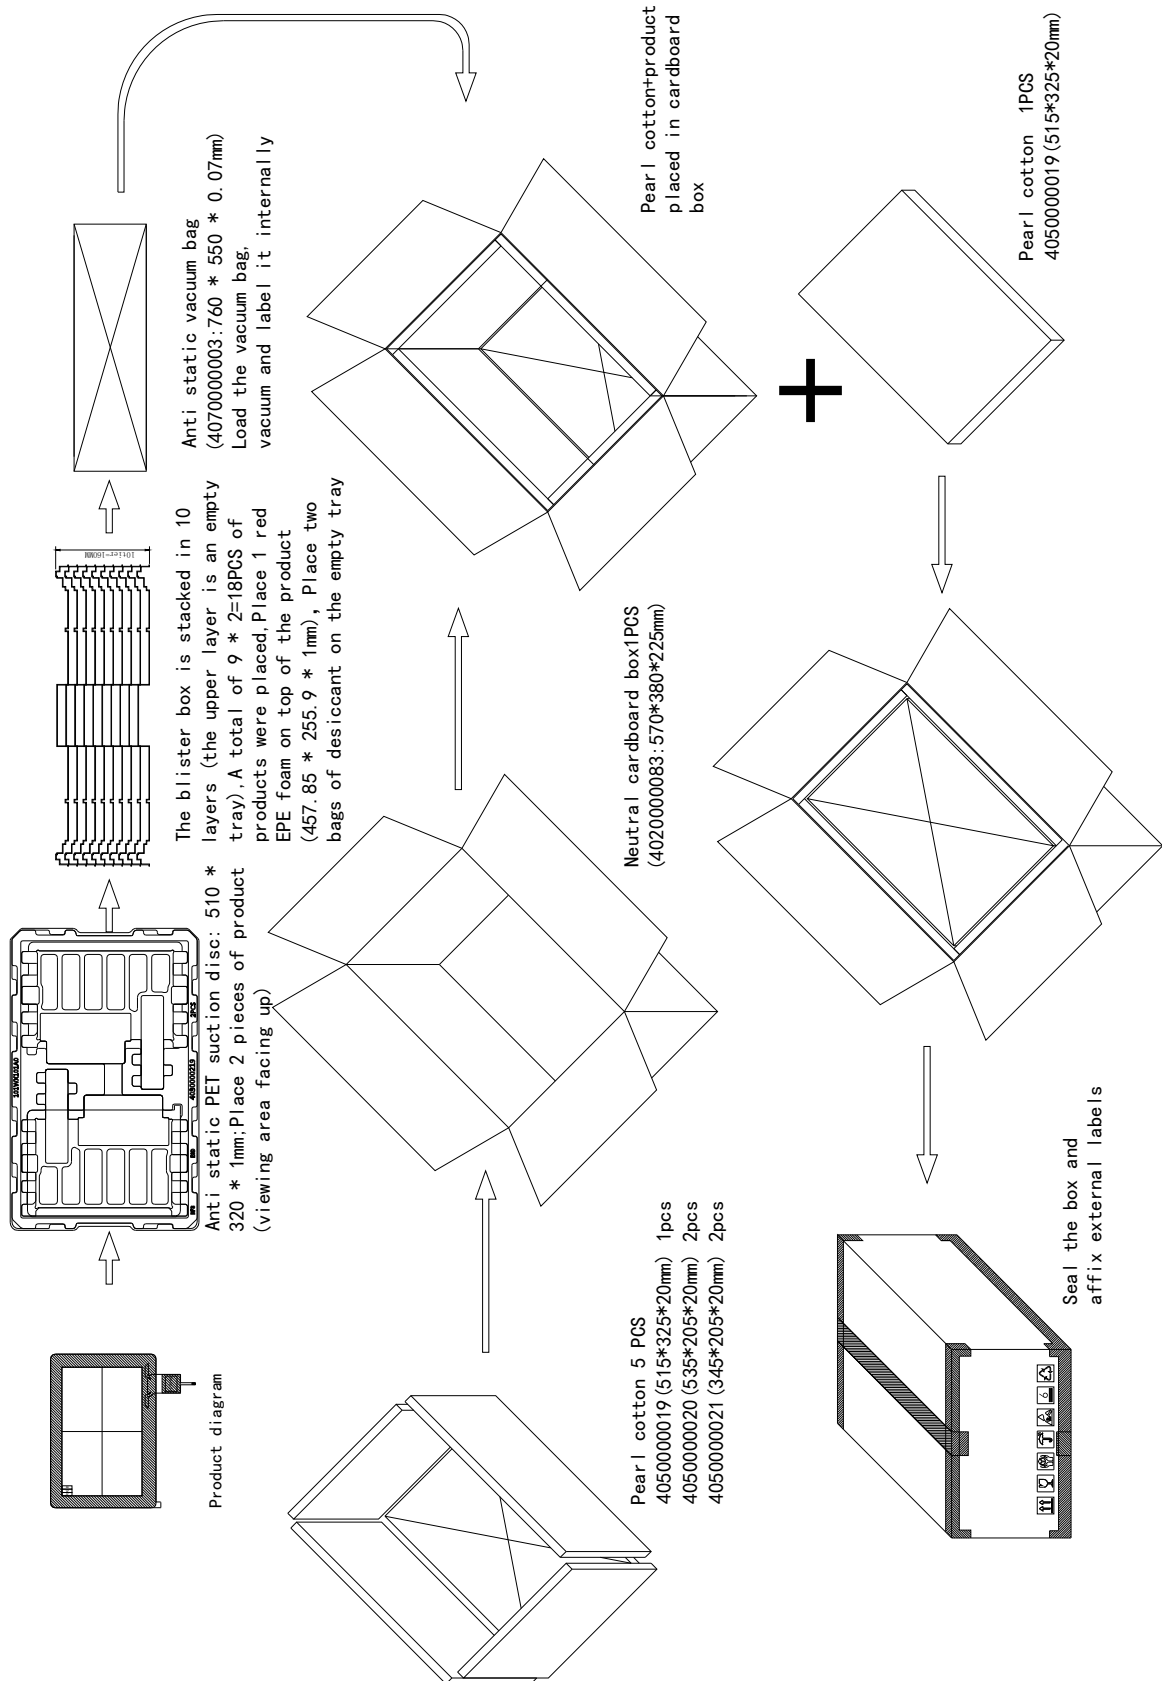 Product diagram
101WX101A0
4030000219
2PCS
Anti static PET suction disc: 510 *
320 * 1mm;Place 2 pieces of product
(viewing area facing up)
10tier=160MM
The blister box is stacked in 10
layers (the upper layer is an empty
tray),A total of 9 * 2=18PCS of
products were placed,Place 1 red
EPE foam on top of the product
(457.85 * 255.9 * 1mm), Place two
bags of desiccant on the empty tray
Anti static vacuum bag
(4070000003:760 * 550 * 0.07mm)
Load the vacuum bag,
vacuum and label it internally
Pearl cotton 5 PCS
4050000019(515*325*20mm) 1pcs
4050000020(535*205*20mm) 2pcs
4050000021(345*205*20mm) 2pcs
Neutral cardboard box1PCS
(4020000083:570*380*225mm)
Pearl cotton+product
placed in cardboard
box
Pearl cotton 1PCS
4050000019(515*325*20mm)
Seal the box and
affix external labels
6